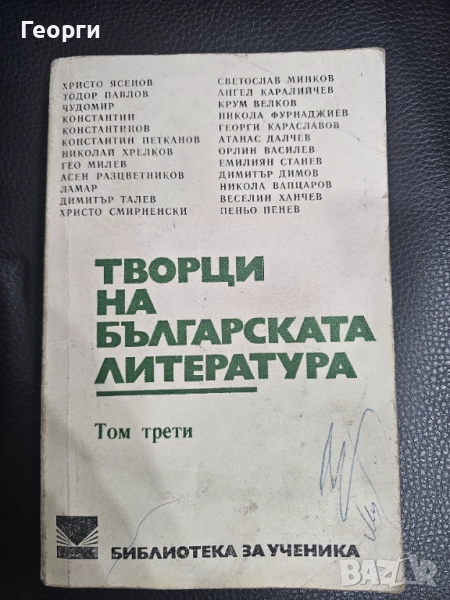 Георги
ХРИСТО ЯСЕНОВ
ТОДОР ПАВЛОВ
ЧУДОМИР
КОНСТАНТИН
КОНСТАНТИНОВ
КОНСТАНТИН ПЕТКАНОВ
НИКОЛАЙ ХРЕЛКОВ
ГЕО МИЛЕВ
АСЕН РАЗЦВЕТНИКОВ
ЛАМАР
ДИМИТЪР ТАЛЕВ
ХРИСТО СМИРНЕНСКИ
СВЕТОСЛАВ МИНКОВ
АНГЕЛ КАРАЛИЙЧЕВ
КРУМ ВЕЛКОВ
НИКОЛА ФУРНАДЖИЕВ
ГЕОРГИ КАРАСЛАВОВ
АТАНАС ДАЛЧЕВ
ОРЛИН ВАСИЛЕВ
ЕМИЛИЯН СТАНЕВ
ДИМИТЪР ДИМОВ
НИКОЛА ВАПЦАРОВ
ВЕСЕЛИН ХАНЧЕВ
ПЕНЬО ПЕНЕВ
ТВОРЦИ
НА
БЪЛГАРСКАТА
ЛИТЕРАТУРА
Том трети
БИБЛИОТЕКА ЗА УЧЕНИКА
BAZAR